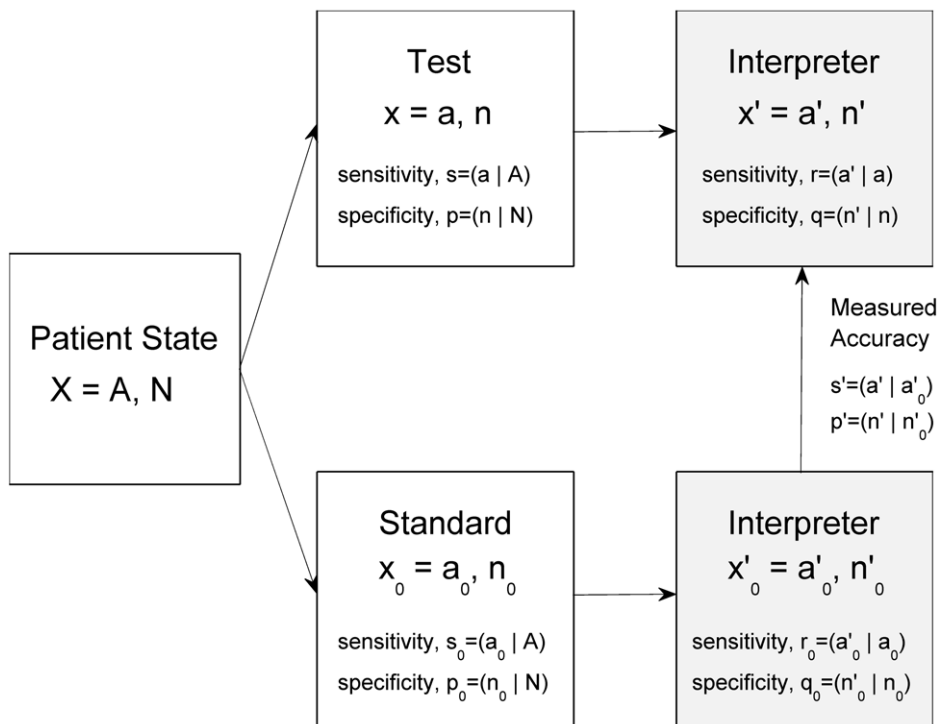 Test
x = a, n
sensitivity, s=(a | A)
specificity, p=(n | N)
Interpreter
x' = a', n'
sensitivity, r=(a' | a)
specificity, q=(n' | n)
Patient State
X = A, N
Measured
Accuracy
s'=(a' | a'₀)
p'=(n' | n'₀)
Standard
x₀ = a₀, n₀
sensitivity, s₀=(a₀ | A)
specificity, p₀=(n₀ | N)
Interpreter
x'₀ = a'₀, n'₀
sensitivity, r₀=(a'₀ | a₀)
specificity, q₀=(n'₀ | n₀)